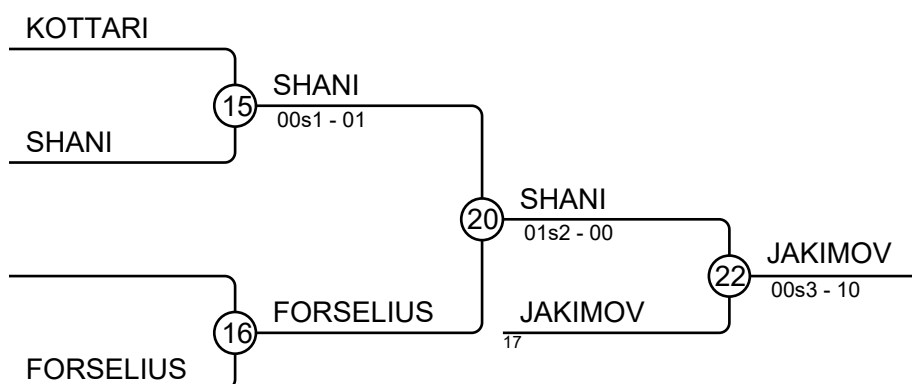 KOTTARI
15
SHANI
00s1 - 01
SHANI
20
SHANI
01s2 - 00
22
JAKIMOV
00s3 - 10
16
FORSELIUS
JAKIMOV
17
FORSELIUS